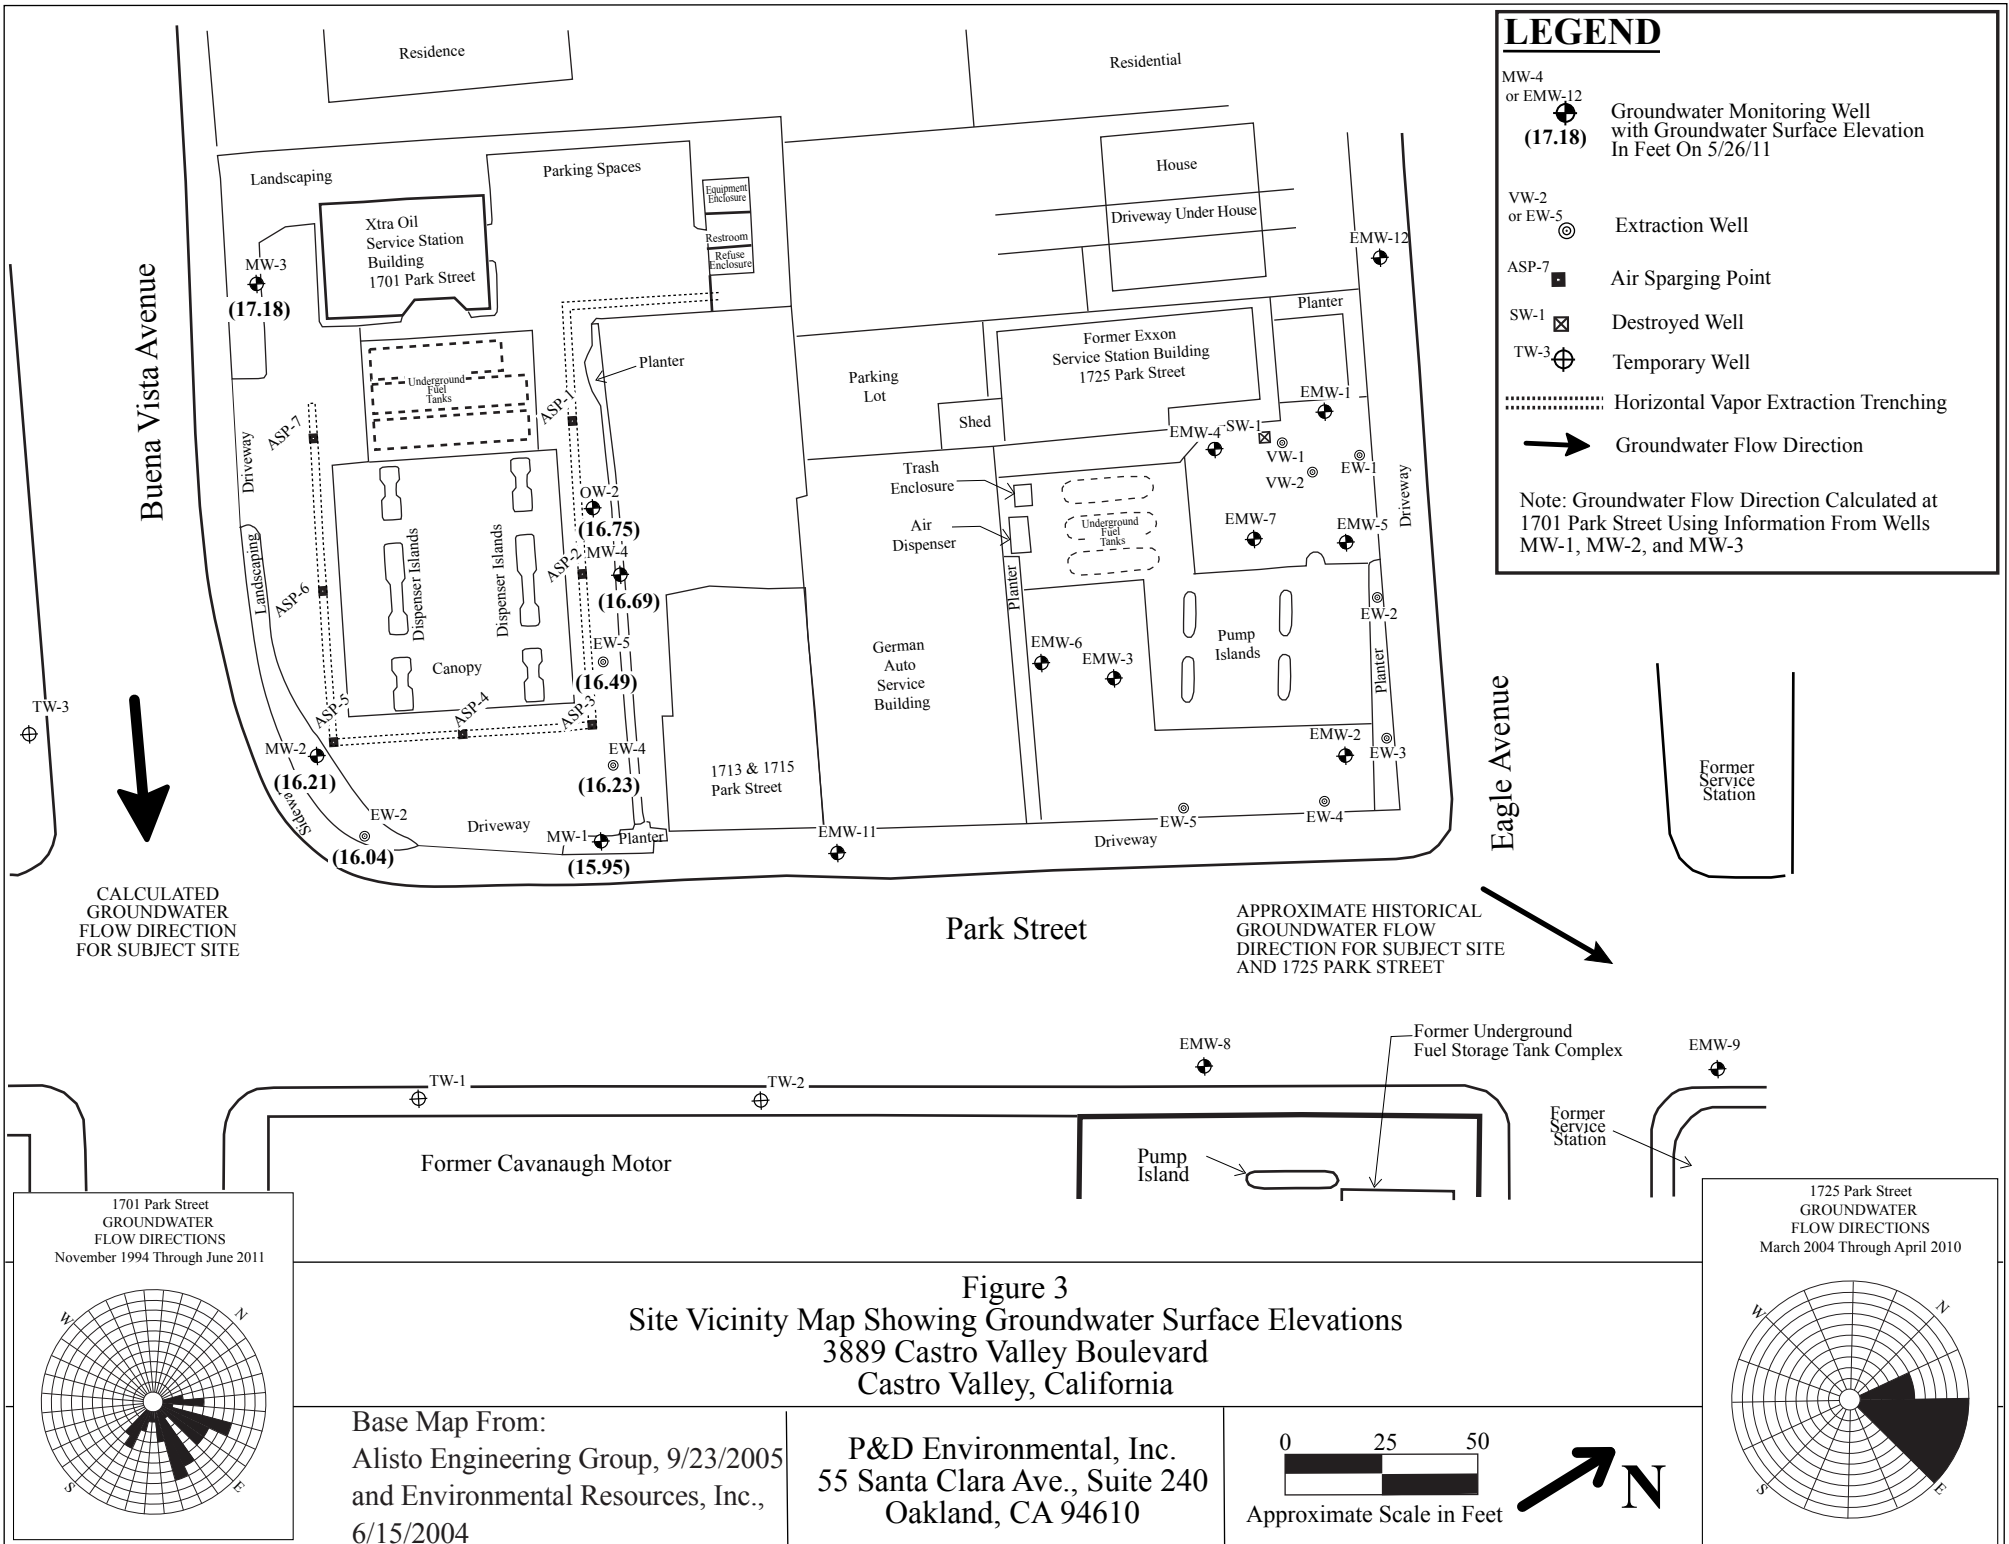 Residence
Residential
Landscaping
Parking Spaces
Equipment
Enclosure
Restroom
Refuse
Enclosure
Xtra Oil
Service Station
Building
1701 Park Street
MW-3
(17.18)
House
Driveway Under House
EMW-12
Planter
Buena Vista Avenue
Underground
Fuel
Tanks
Planter
Parking
Lot
Shed
Former Exxon
Service Station Building
1725 Park Street
EMW-1
EMW-4
SW-1
VW-1
VW-2
EW-1
Driveway
ASP-7
ASP-1
Driveway
Landscaping
ASP-6
Dispenser Islands
Dispenser Islands
OW-2
(16.75)
ASP-2
MW-4
(16.69)
EW-5
(16.49)
Canopy
ASP-5
ASP-4
ASP-3
Trash
Enclosure
Air
Dispenser
Underground
Fuel
Tanks
EMW-7
EMW-5
Planter
EW-2
EMW-6
EMW-3
Pump
Islands
Planter
German
Auto
Service
Building
TW-3
MW-2
(16.21)
EW-4
(16.23)
1713 & 1715
Park Street
EMW-2
EW-3
Eagle Avenue
Former
Service
Station
EW-2
(16.04)
Driveway
MW-1
(15.95)
Planter
EMW-11
Driveway
EW-5
EW-4
CALCULATED
GROUNDWATER
FLOW DIRECTION
FOR SUBJECT SITE
Park Street
APPROXIMATE HISTORICAL
GROUNDWATER FLOW
DIRECTION FOR SUBJECT SITE
AND 1725 PARK STREET
EMW-8
Former Underground
Fuel Storage Tank Complex
EMW-9
TW-1
TW-2
Former
Service
Station
Former Cavanaugh Motor
Pump
Island
LEGEND
MW-4
or EMW-12
(17.18)
Groundwater Monitoring Well
with Groundwater Surface Elevation
In Feet On 5/26/11
VW-2
or EW-5
Extraction Well
ASP-7
Air Sparging Point
SW-1
Destroyed Well
TW-3
Temporary Well
Horizontal Vapor Extraction Trenching
Groundwater Flow Direction
Note: Groundwater Flow Direction Calculated at
1701 Park Street Using Information From Wells
MW-1, MW-2, and MW-3
1701 Park Street
GROUNDWATER
FLOW DIRECTIONS
November 1994 Through June 2011
W
N
S
E
Figure 3
Site Vicinity Map Showing Groundwater Surface Elevations
3889 Castro Valley Boulevard
Castro Valley, California
Base Map From:
Alisto Engineering Group, 9/23/2005
and Environmental Resources, Inc.,
6/15/2004
P&D Environmental, Inc.
55 Santa Clara Ave., Suite 240
Oakland, CA 94610
0 25 50
Approximate Scale in Feet
N
1725 Park Street
GROUNDWATER
FLOW DIRECTIONS
March 2004 Through April 2010
W
N
S
E